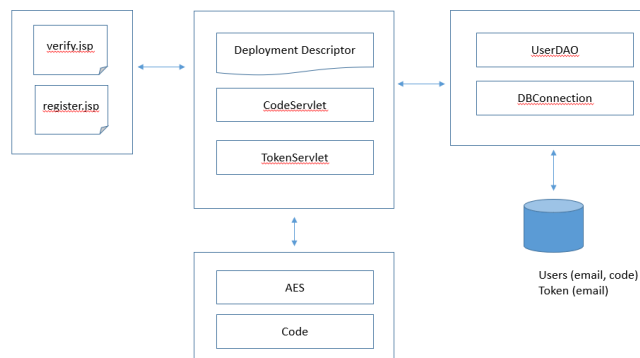 verify.jsp
register.jsp
Deployment Descriptor
CodeServlet
TokenServlet
UserDAO
DBConnection
AES
Code
Users (email, code)
Token (email)